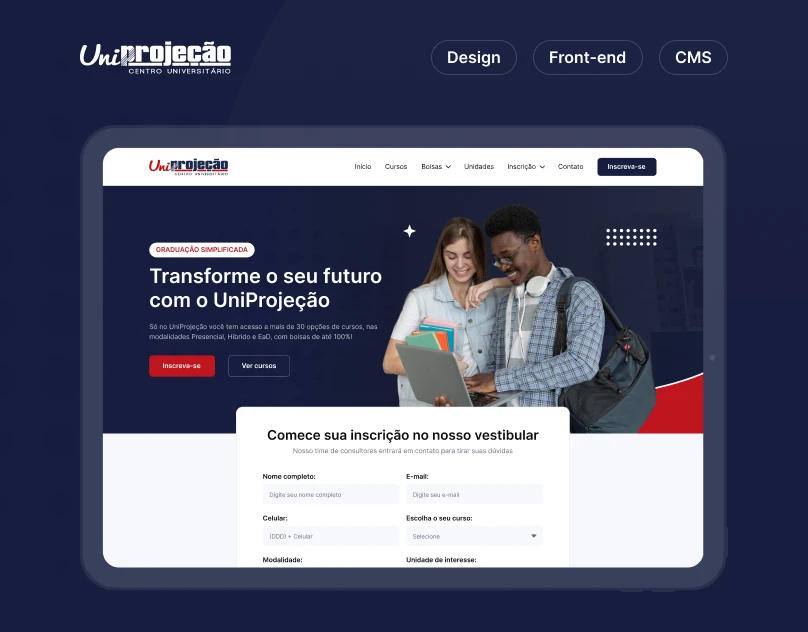 UniProjeção
CENTRO UNIVERSITÁRIO
Design
Front-end
CMS
UniProjeção
CENTRO UNIVERSITÁRIO
Início
Cursos
Bolsas
Unidades
Inscrição
Contato
Inscreva-se
GRADUAÇÃO SIMPLIFICADA
Transforme o seu futuro
com o UniProjeção
Só no UniProjeção você tem acesso a mais de 30 opções de cursos, nas
modalidades Presencial, Híbrido e EaD, com bolsas de até 100%!
Inscreva-se
Ver cursos
Comece sua inscrição no nosso vestibular
Nosso time de consultores entrará em contato para tirar suas dúvidas
Nome completo:
E-mail:
Digite seu nome completo
Digite seu e-mail
Celular:
Escolha o seu curso:
(DDD) + Celular
Selecione
Modalidade:
Unidade de interesse: